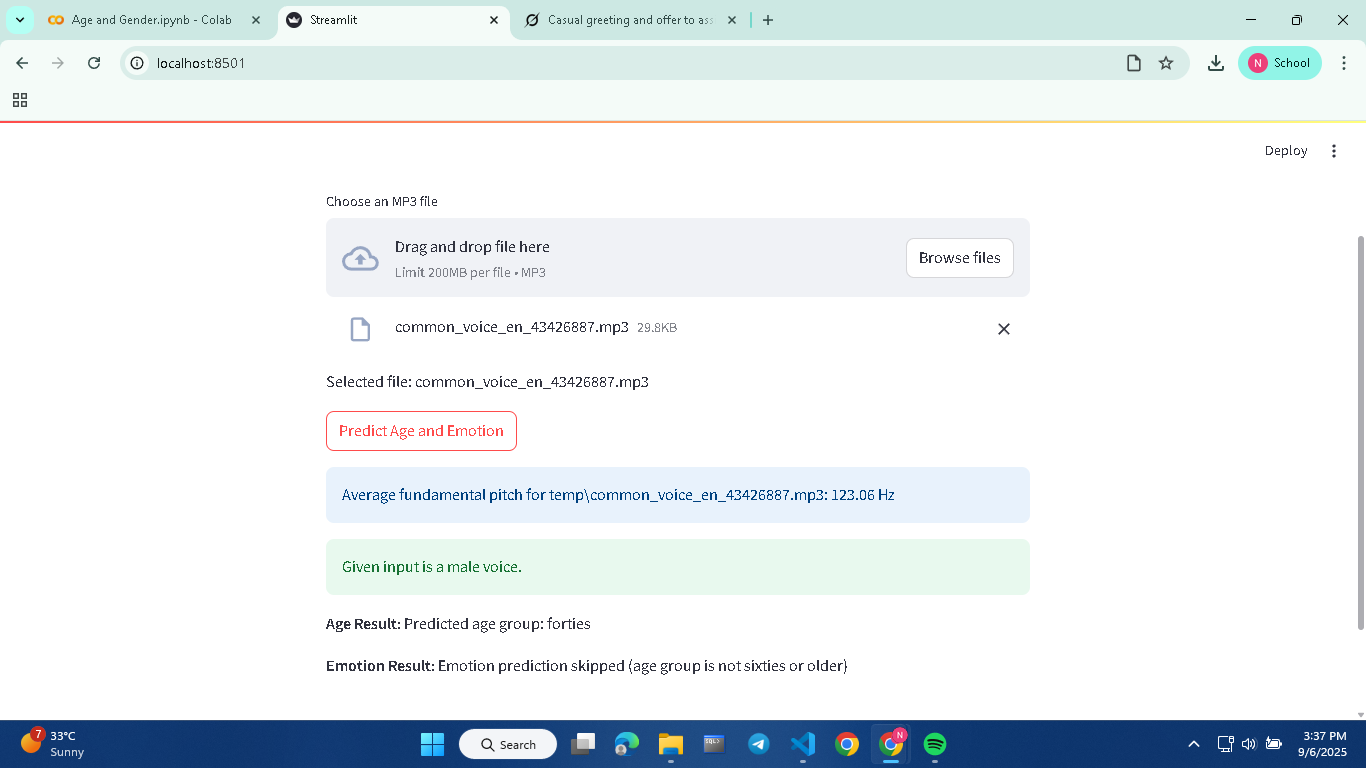 Age and Gender.ipynb - Colab
Streamlit
Casual greeting and offer to ass
localhost:8501
N
School
Deploy
Choose an MP3 file
Drag and drop file here
Limit 200MB per file • MP3
Browse files
common_voice_en_43426887.mp3 29.8KB
Selected file: common_voice_en_43426887.mp3
Predict Age and Emotion
Average fundamental pitch for temp\common_voice_en_43426887.mp3: 123.06 Hz
Given input is a male voice.
Age Result: Predicted age group: forties
Emotion Result: Emotion prediction skipped (age group is not sixties or older)
7
33°C
Sunny
Search
SQL>
N
3:37 PM
9/6/2025